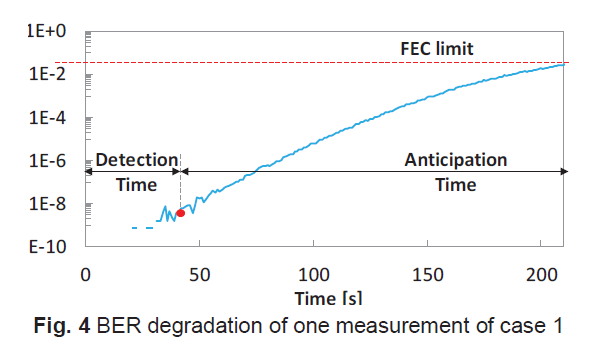 1E+0
FEC limit
1E-2
1E-4
1E-6
Detection Anticipation
Time Time
1E-8
E-10
0 50 100 150 200
Time [s]
Fig. 4 BER degradation of one measurement of case 1